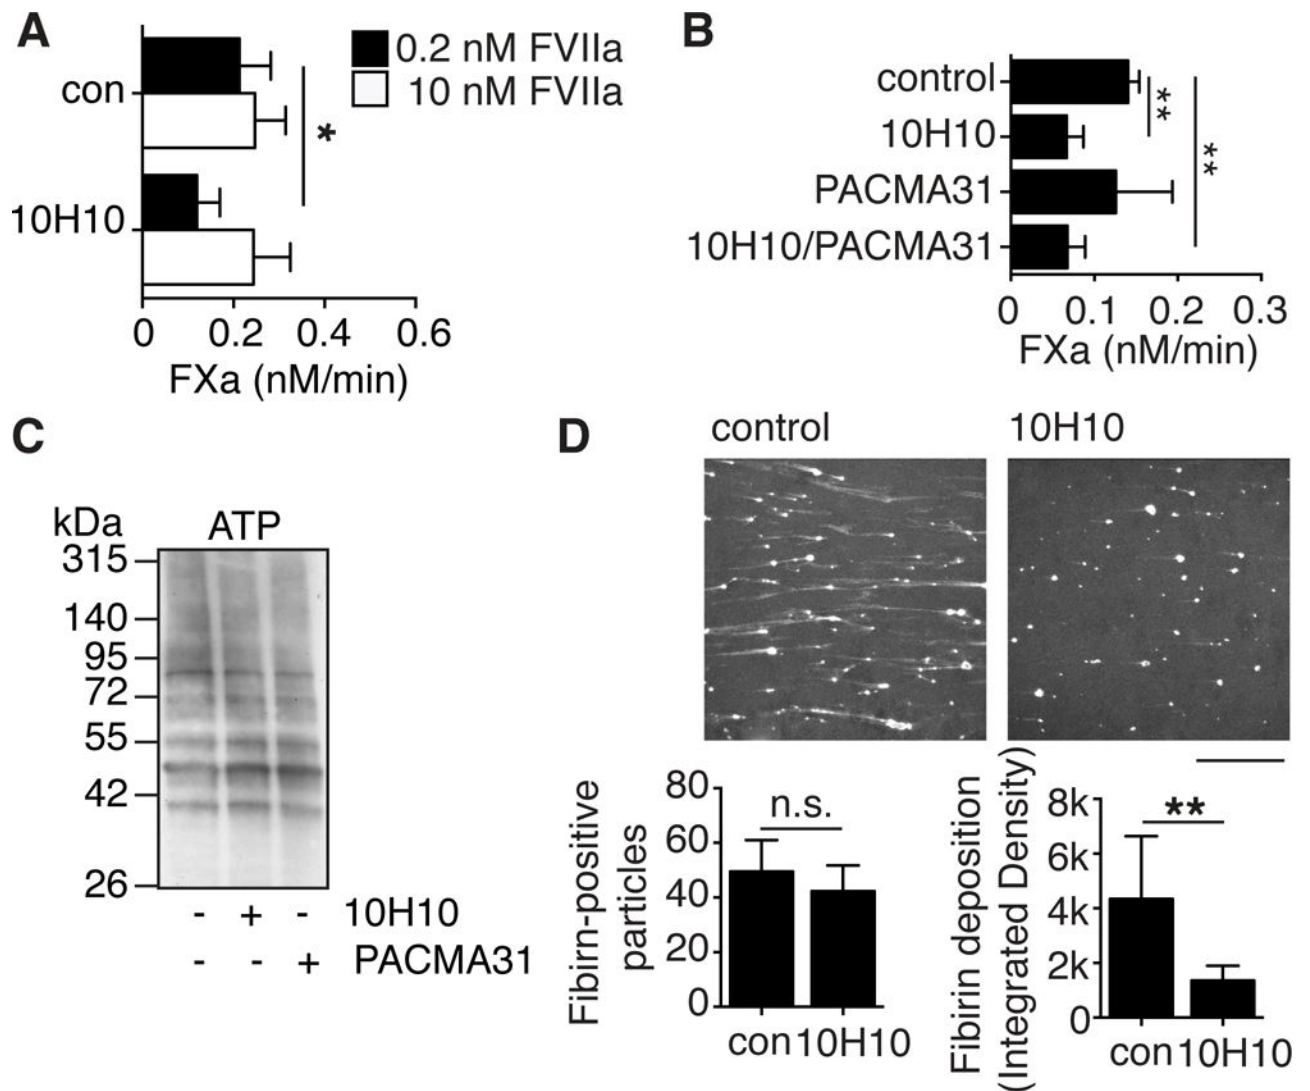 A
0.2 nM FVIIa
10 nM FVIIa
con
*
10H10
0 0.2 0.4 0.6
FXa (nM/min)
B
control
10H10
PACMA31
10H10/PACMA31
**
**
0 0.1 0.2 0.3
FXa (nM/min)
C
kDa
ATP
315
140
95
72
55
42
26
- + - 10H10
- - + PACMA31
D
control 10H10
Fibirn-positive
particles
80
60
40
20
0
n.s.
con 10H10
Fibirin deposition
(Integrated Density)
8k
6k
4k
2k
0
**
con 10H10